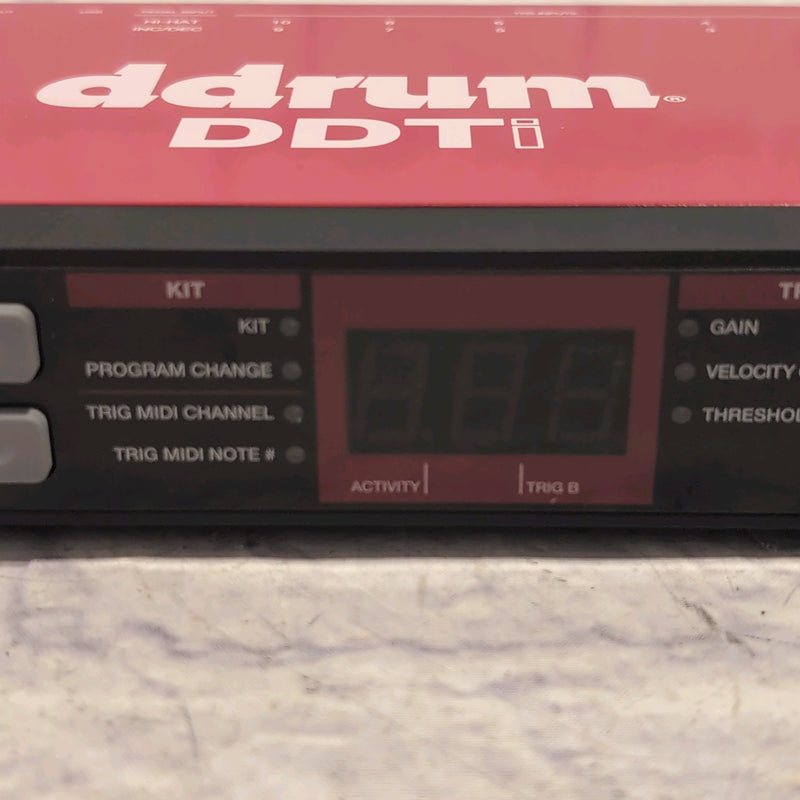 HI-HAT 10 8 6 4
INC/DEC 9 7 5 3
ddrum®
DDTi
KIT
KIT
PROGRAM CHANGE
TRIG MIDI CHANNEL
TRIG MIDI NOTE #
ACTIVITY
TRIG B
GAIN
VELOCITY
THRESHOL